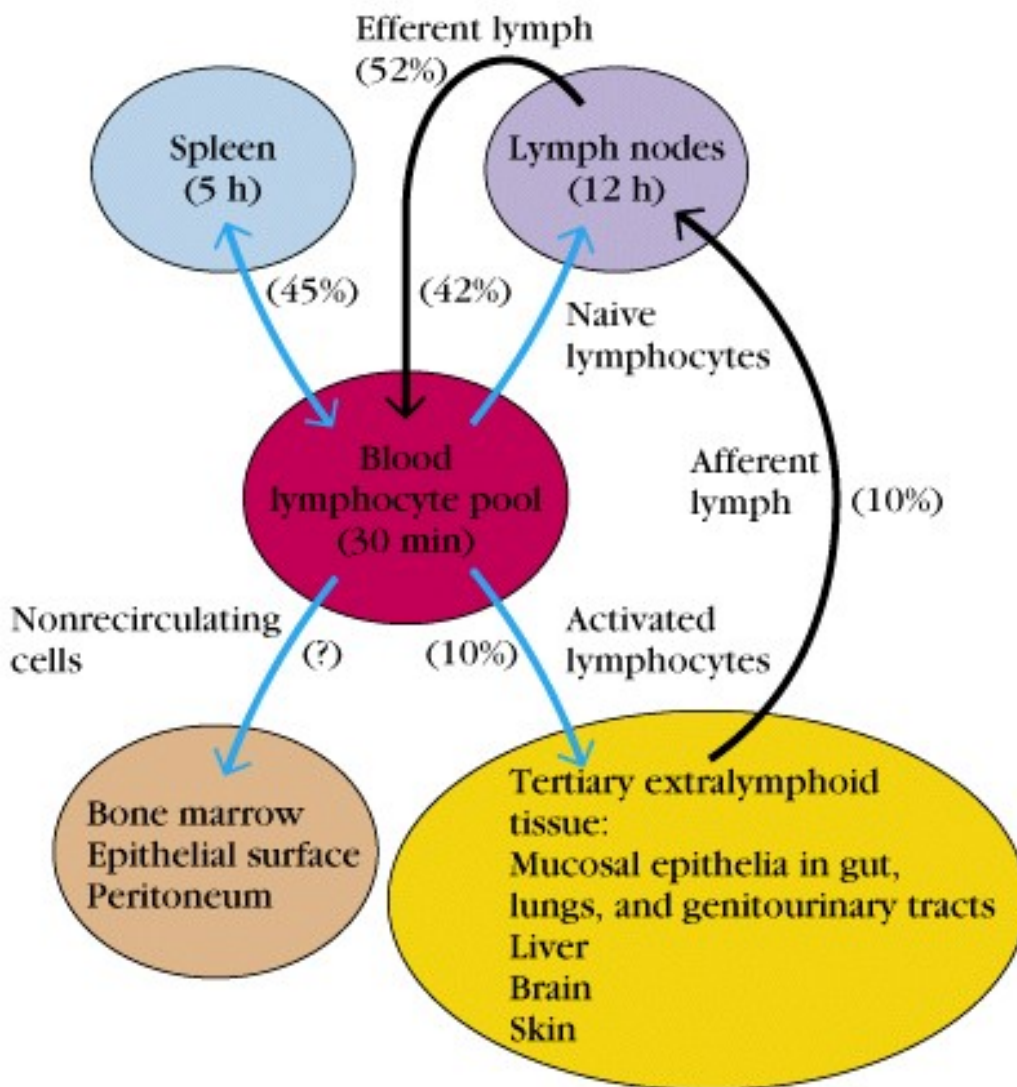 Efferent lymph
(52%)
Spleen
(5 h)
Lymph nodes
(12 h)
(45%)
(42%)
Naive
lymphocytes
Blood
lymphocyte pool
(30 min)
Afferent
lymph
(10%)
Nonrecirculating
cells
(?)
(10%)
Activated
lymphocytes
Bone marrow
Epithelial surface
Peritoneum
Tertiary extralymphoid
tissue:
Mucosal epithelia in gut,
lungs, and genitourinary tracts
Liver
Brain
Skin